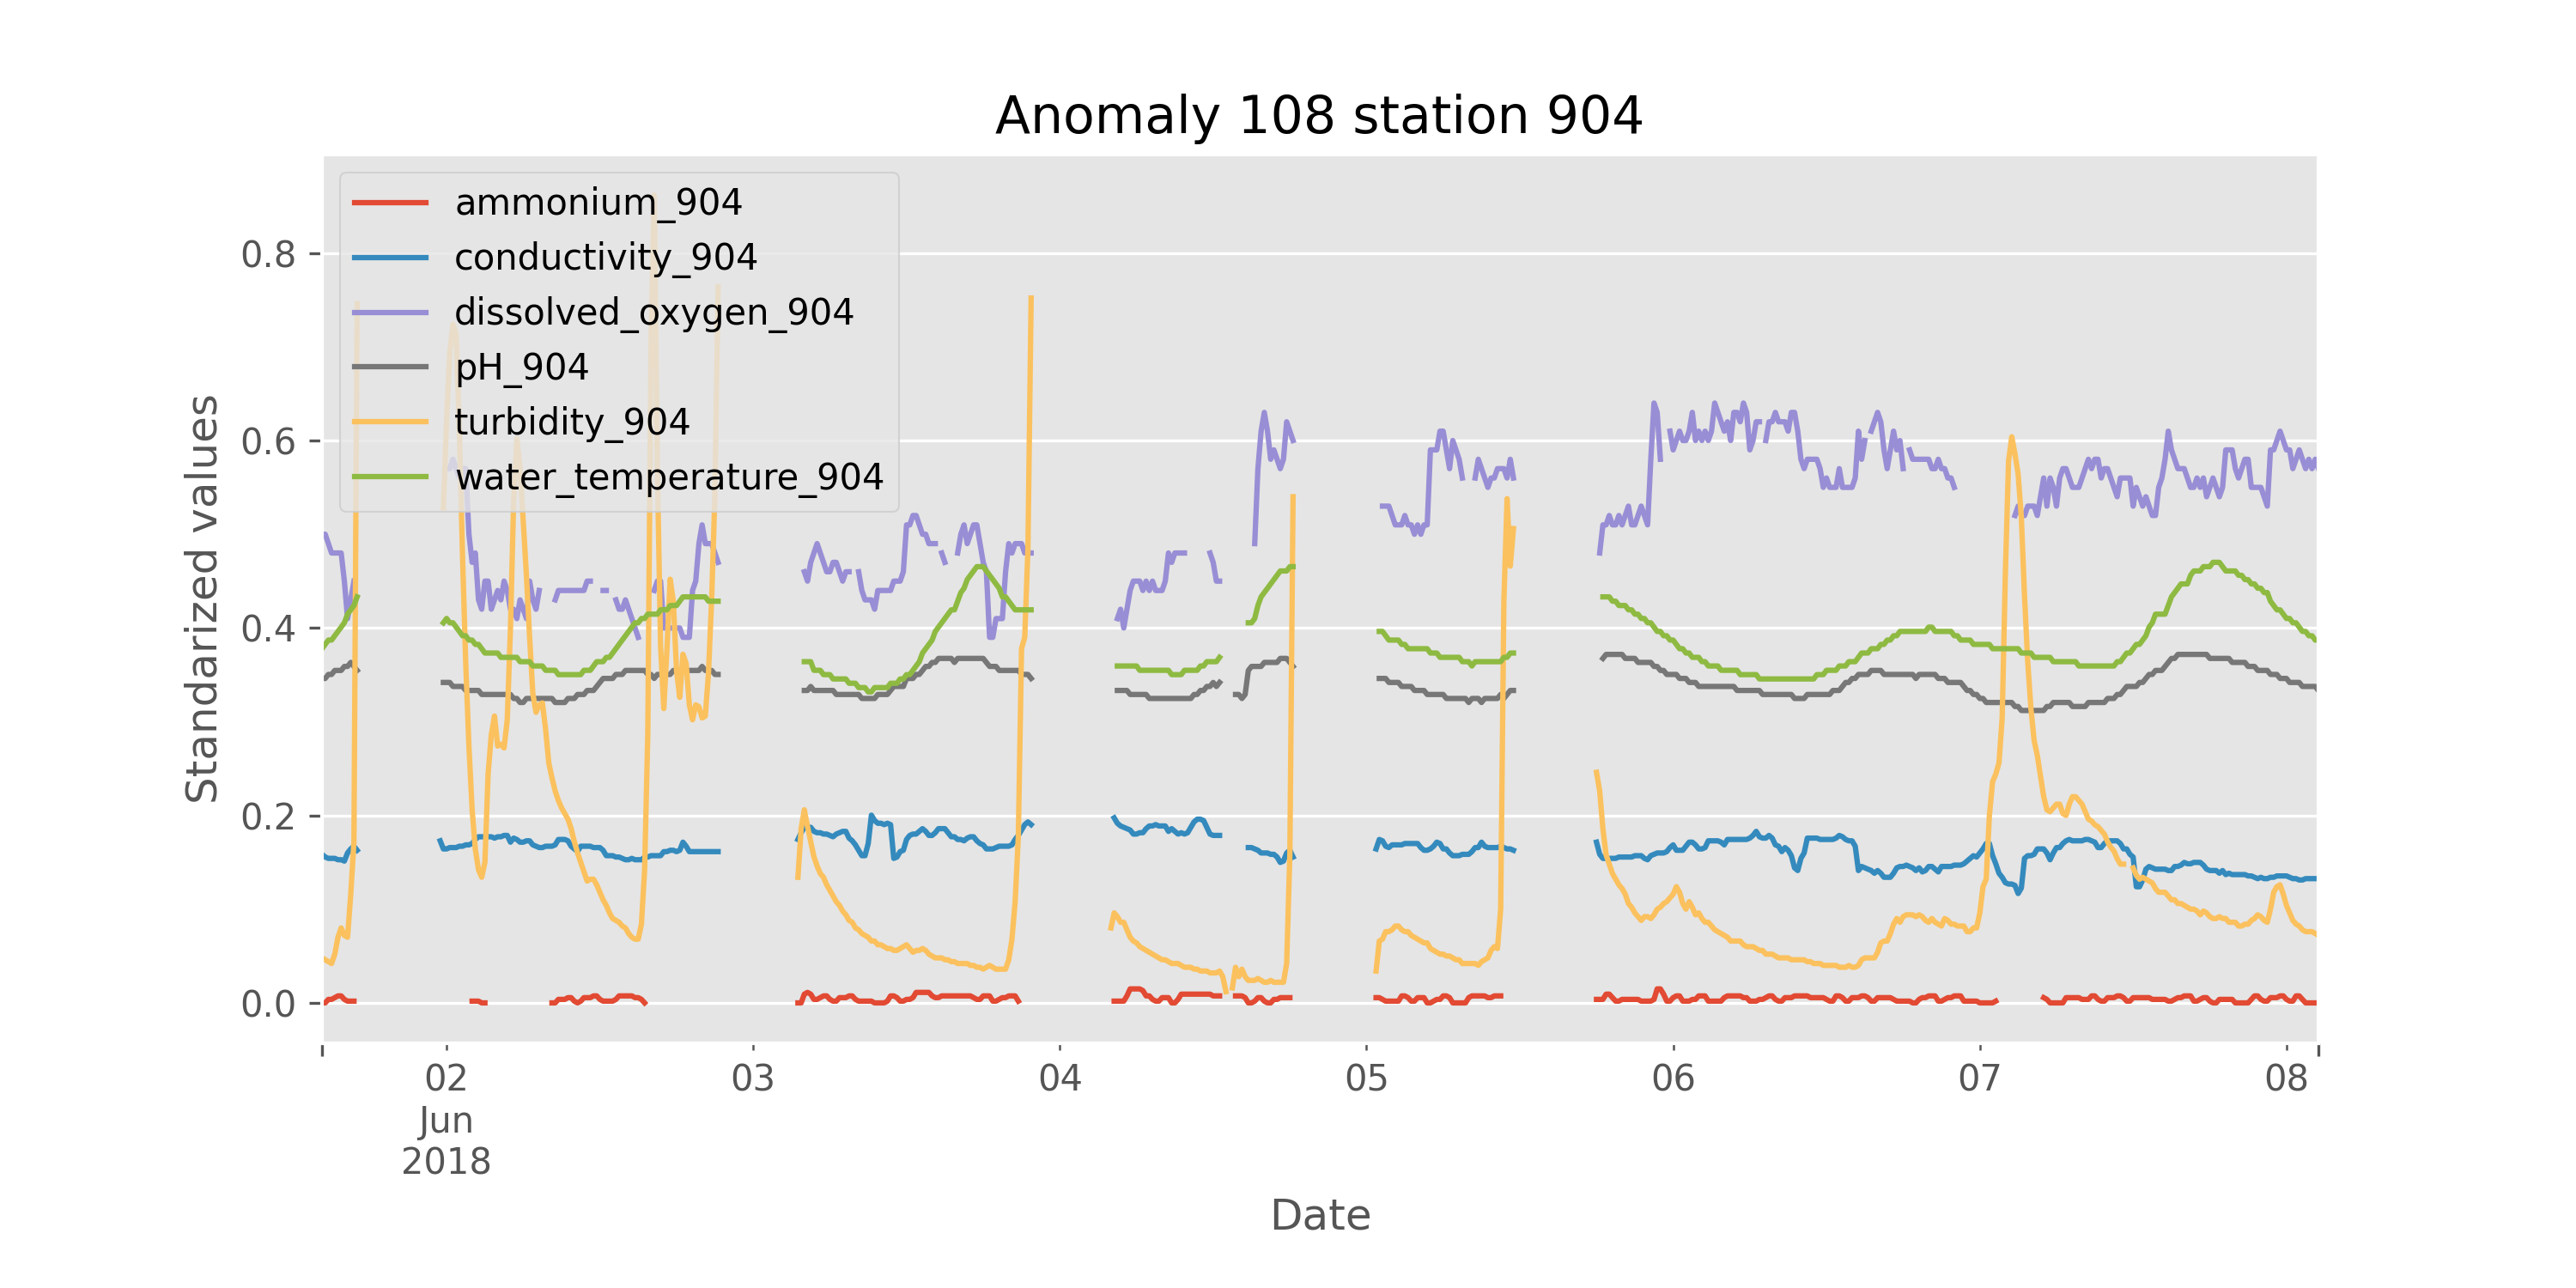 Anomaly 108 station 904
ammonium_904
conductivity_904
dissolved_oxygen_904
pH_904
turbidity_904
water_temperature_904
Standarized values
0.8
0.6
0.4
0.2
0.0
02 03 04 05 06 07 08
Jun
2018
Date